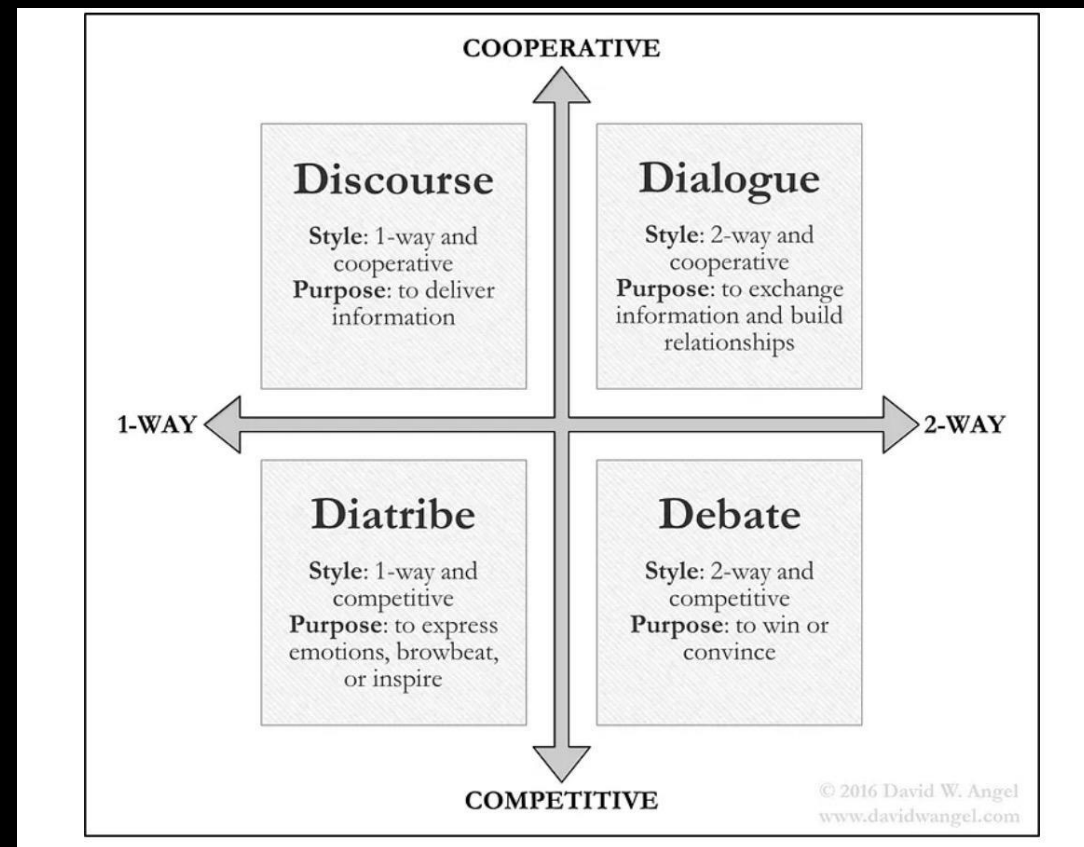 COOPERATIVE
Discourse
Style: 1-way and
cooperative
Purpose: to deliver
information
Dialogue
Style: 2-way and
cooperative
Purpose: to exchange
information and build
relationships
1-WAY
2-WAY
Diatribe
Style: 1-way and
competitive
Purpose: to express
emotions, browbeat,
or inspire
Debate
Style: 2-way and
competitive
Purpose: to win or
convince
COMPETITIVE
© 2016 David W. Angel
www.davidwangel.com